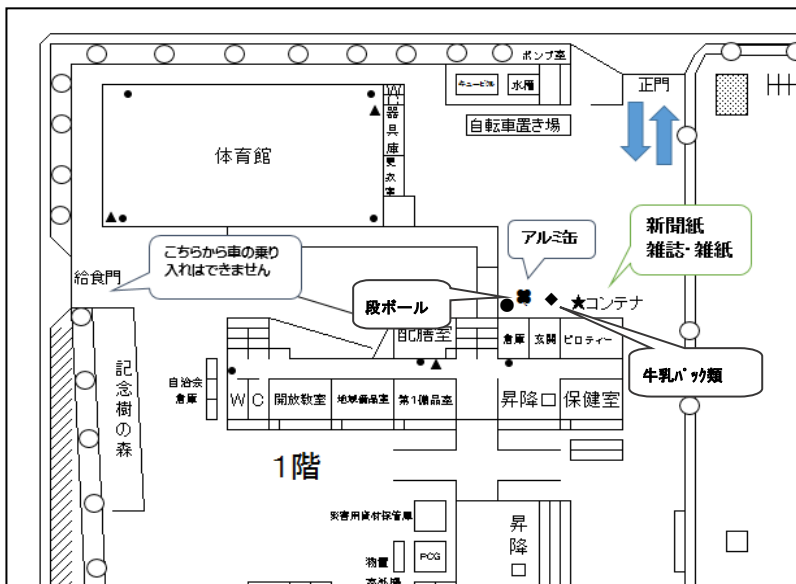 ポンプ室
キュービクル
水槽
正門
自転車置き場
WC
器具庫
更衣室
体育館
新聞紙
雑誌・雑紙
アルミ缶
こちらから車の乗り
入れはできません
給食門
段ボール
★コンテナ
配膳室
倉庫
玄関
ピロティー
牛乳パック類
記念樹の森
自治会
倉庫
WC
開放教室
地域備品室
第1備品室
昇降口
保健室
1階
災害用資材保管庫
昇降口
物置
PCG